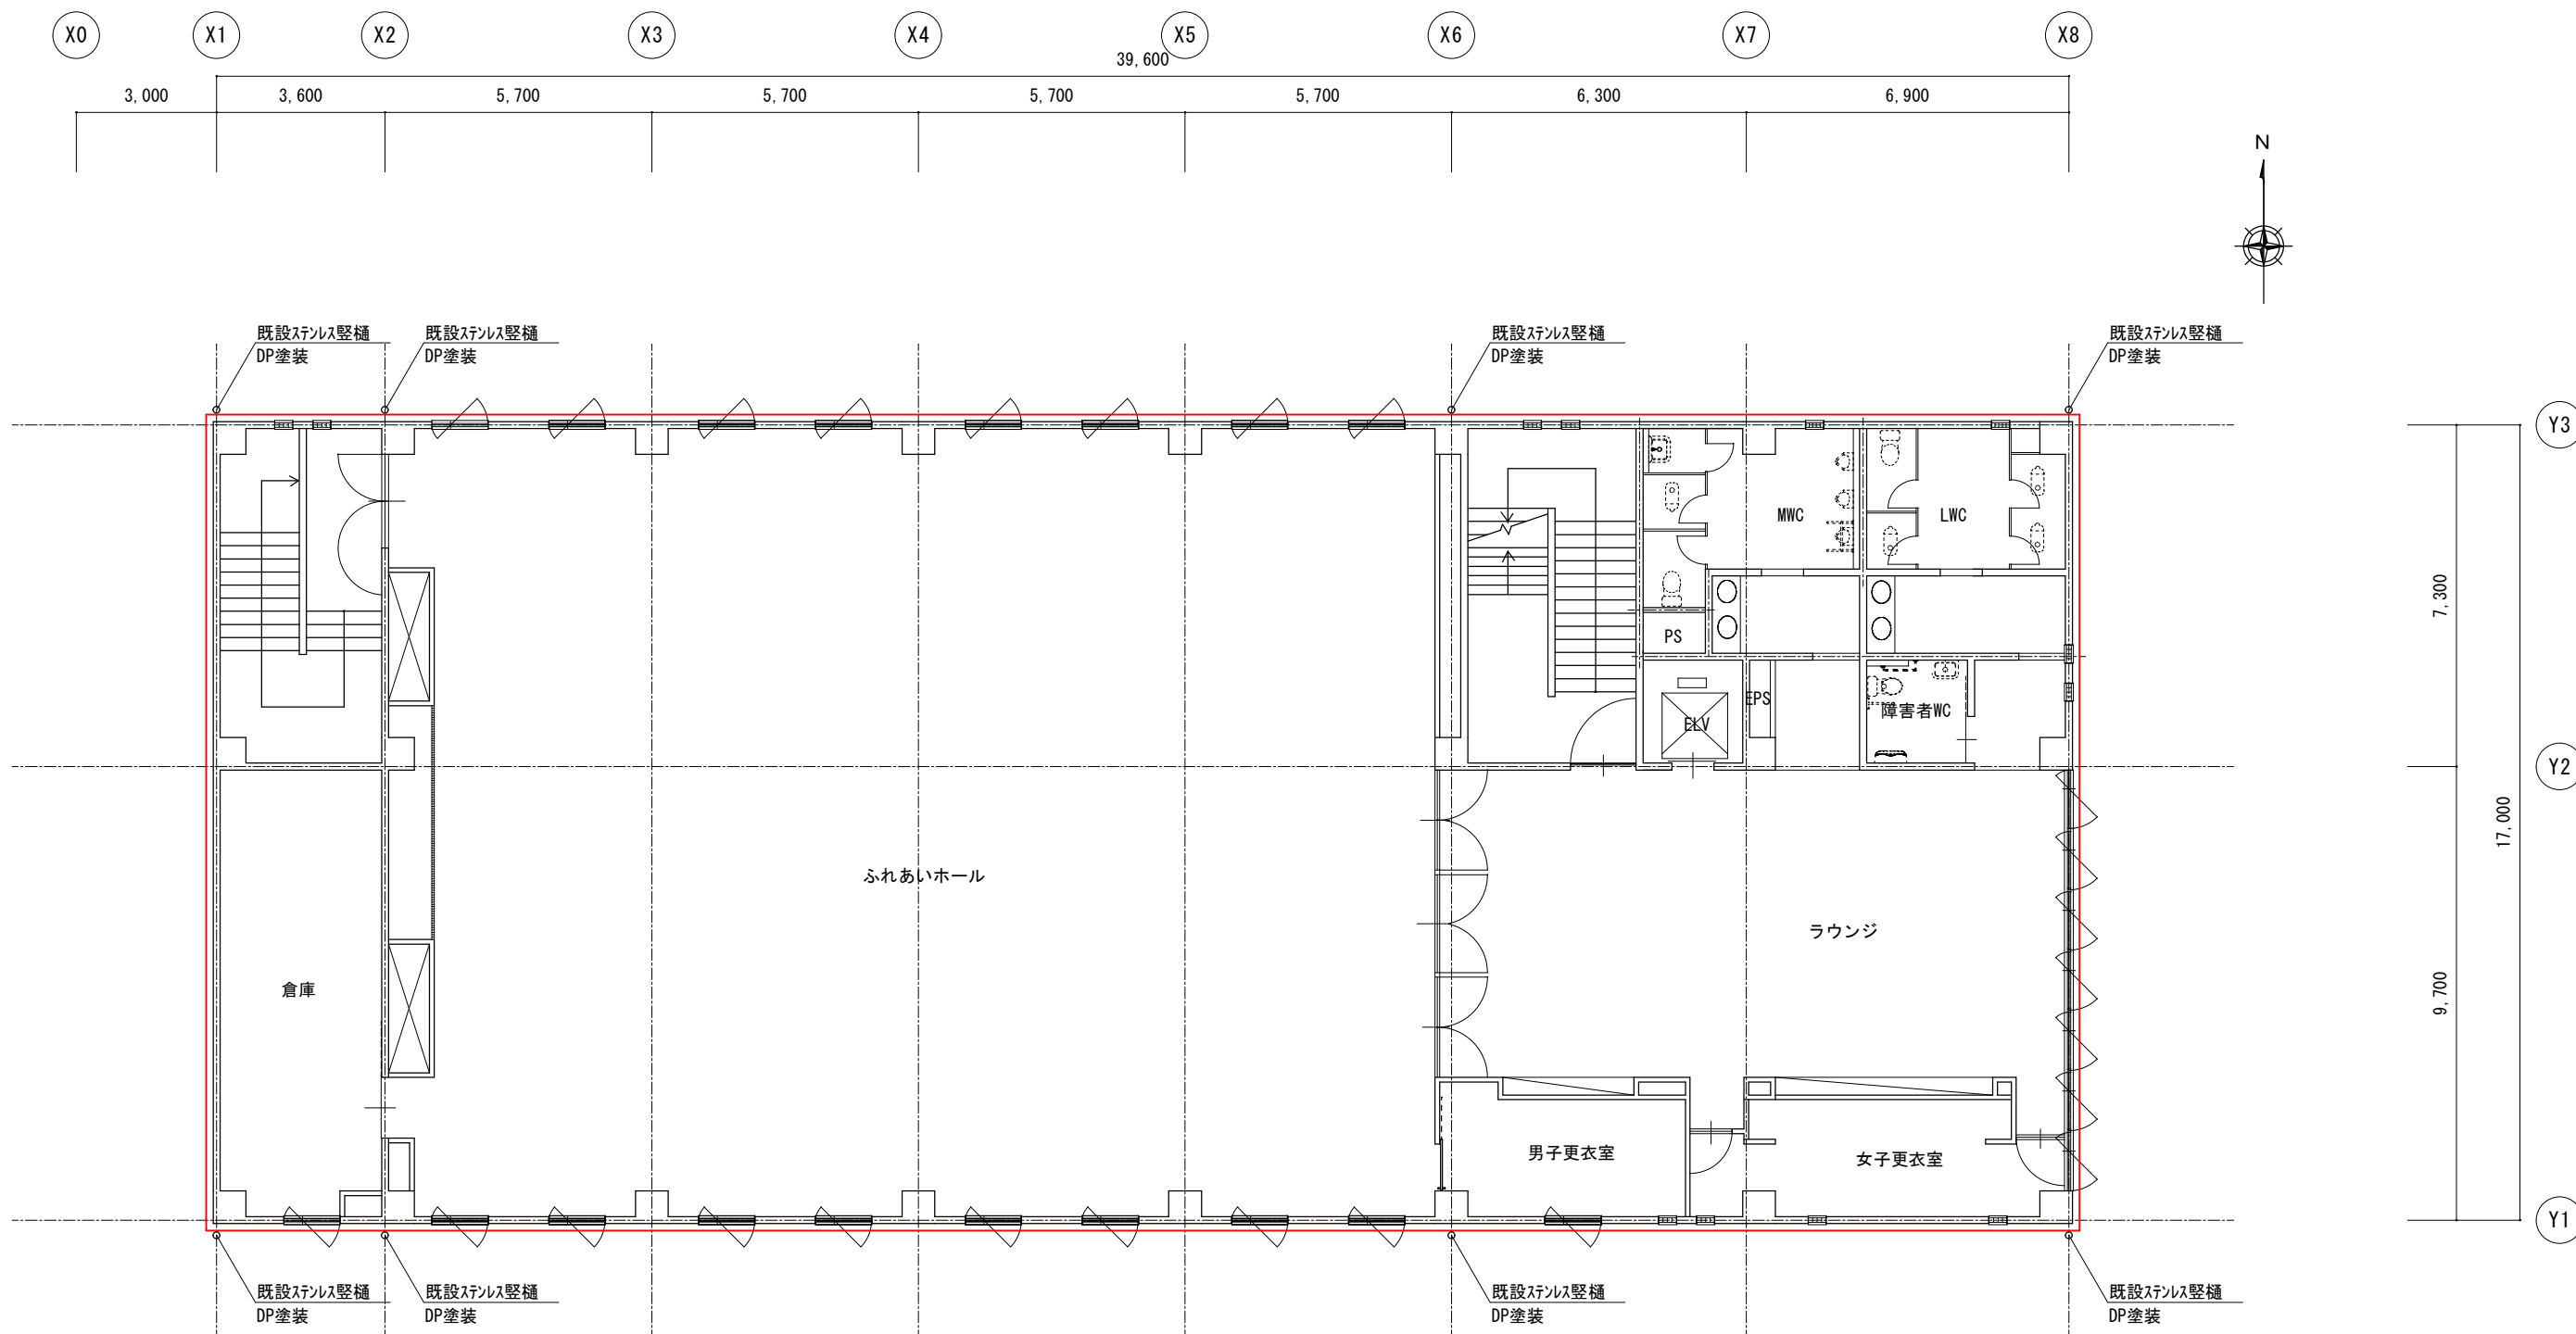 X0 X1 X2 X3 X4 X5 X6 X7 X8
39,600
3,000 3,600 5,700 5,700 5,700 5,700 6,300 6,900
N
既設ｽﾃﾝﾚｽ竪樋 既設ｽﾃﾝﾚｽ竪樋 既設ｽﾃﾝﾚｽ竪樋 既設ｽﾃﾝﾚｽ竪樋
DP塗装 DP塗装 DP塗装 DP塗装
Y3
MWC LWC
7,300
PS
EPS
障害者WC
ELV
Y2
17,000
ふれあいホール
ラウンジ
倉庫
9,700
男子更衣室
女子更衣室
Y1
既設ｽﾃﾝﾚｽ竪樋 既設ｽﾃﾝﾚｽ竪樋 既設ｽﾃﾝﾚｽ竪樋 既設ｽﾃﾝﾚｽ竪樋
DP塗装 DP塗装 DP塗装 DP塗装